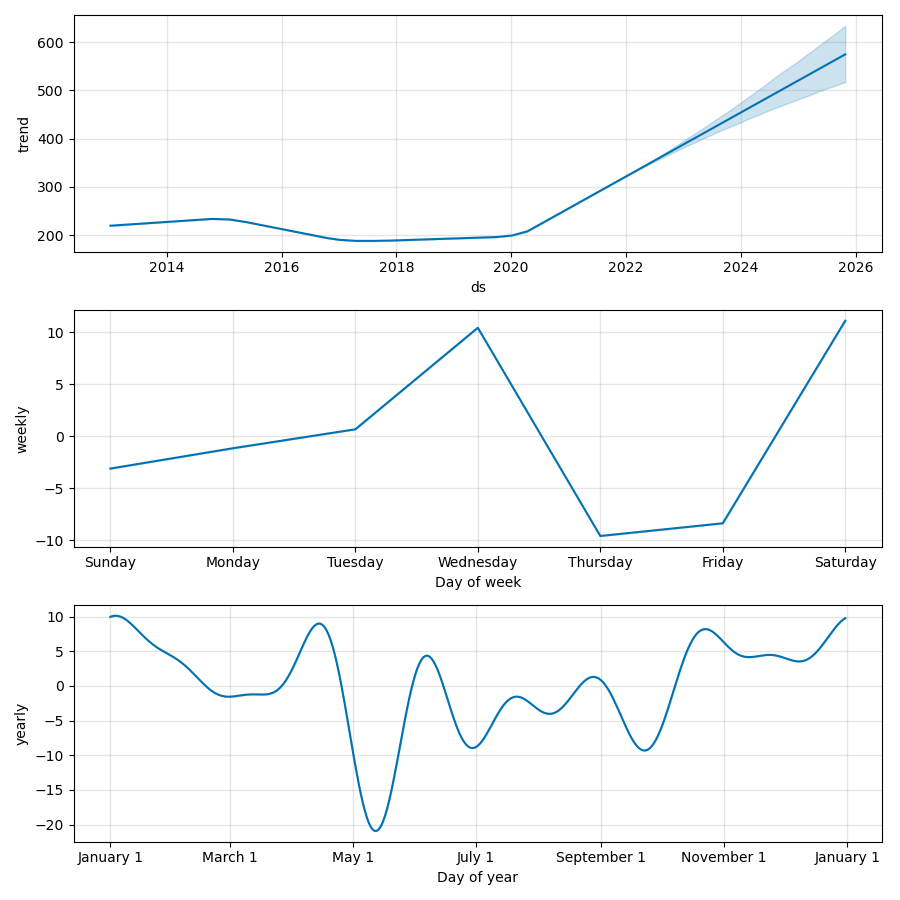 600
500
400
300
200
trend
2014 2016 2018 2020 2022 2024 2026
ds
10
5
0
−5
−10
weekly
Sunday Monday Tuesday Wednesday Thursday Friday Saturday
Day of week
10
5
0
−5
−10
−15
−20
yearly
January 1 March 1 May 1 July 1 September 1 November 1 January 1
Day of year